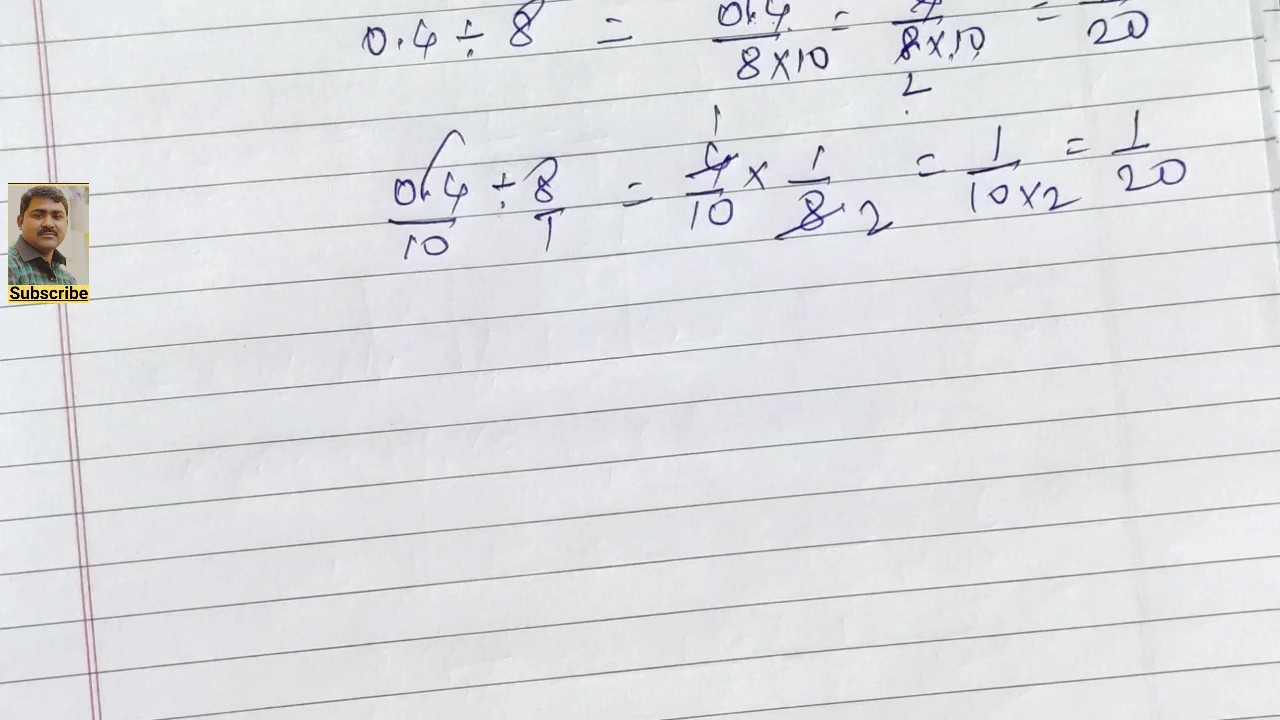 0.4 ÷ 8 = 0.4 / 8×10 = 4 / 8×10 = / 20
2
1
0.4 / 10 ÷ 8 / 1 = 4 / 10 × 1 / 8 2 = 1 / 10×2 = 1 / 20
Subscribe